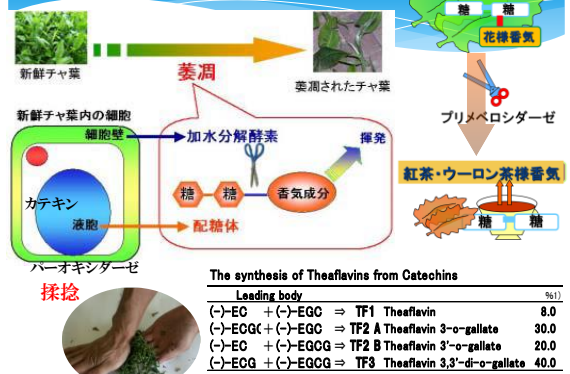 糖 糖
花様香気
新鮮チャ葉
萎凋
萎凋されたチャ葉
プリメベロシダーゼ
新鮮チャ葉内の細胞
細胞壁
加水分解酵素
揮発
紅茶・ウーロン茶様香気
カテキン
糖 糖 香気成分
糖 糖
液胞
配糖体
パーオキシダーゼ
揉捻
The synthesis of Theaflavins from Catechins
Leading body %1)
(-)-EC +(-)-EGC ⇒ TF1 Theaflavin 8.0
(-)-ECG(+(-)-EGC ⇒ TF2 A Theaflavin 3-o-gallate 30.0
(-)-EC +(-)-EGCG ⇒ TF2 B Theaflavin 3'-o-gallate 20.0
(-)-ECG +(-)-EGCG ⇒ TF3 Theaflavin 3,3'-di-o-gallate 40.0